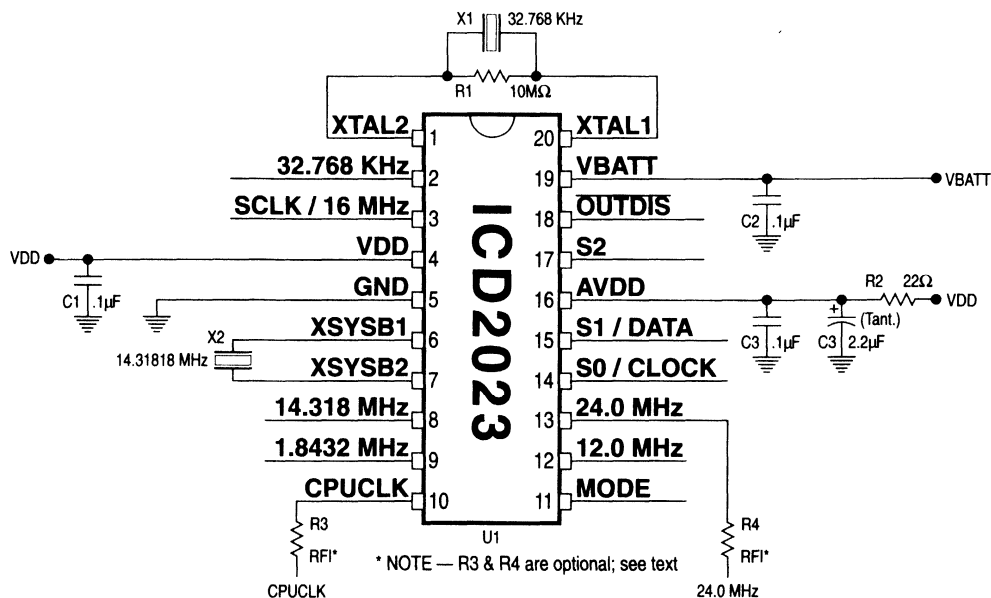 X1 32.768 KHz
R1 10MΩ
XTAL2 1
20 XTAL1
32.768 KHz 2
19 VBATT
VBATT
SCLK / 16 MHz 3
18 OUTDIS
C2 .1µF
VDD
VDD 4
17 S2
C1 .1µF
GND 5
16 AVDD
R2 22Ω
VDD
+
(Tant.)
C3 .1µF
C3 2.2µF
XSYSB1 6
15 S1 / DATA
X2
14.31818 MHz
XSYSB2 7
14 S0 / CLOCK
14.318 MHz 8
13 24.0 MHz
1.8432 MHz 9
12 12.0 MHz
CPUCLK 10
11 MODE
ICD2023
U1
R3
RFI*
CPUCLK
R4
RFI*
24.0 MHz
* NOTE — R3 & R4 are optional; see text